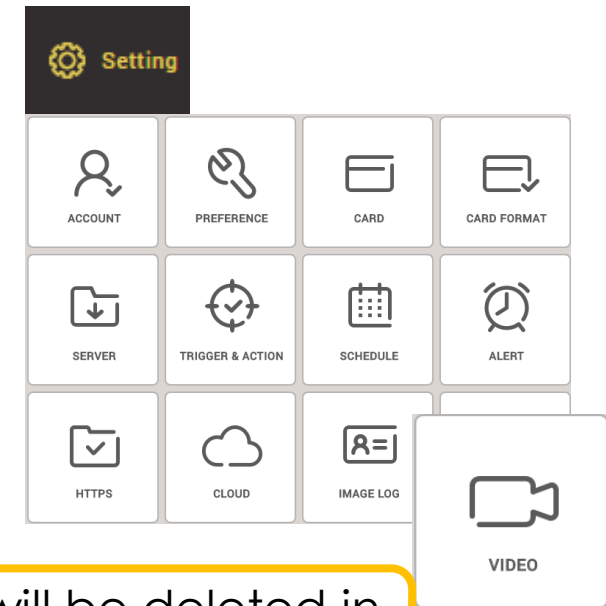 Setting
ACCOUNT
PREFERENCE
CARD
CARD FORMAT
SERVER
TRIGGER & ACTION
SCHEDULE
ALERT
HTTPS
CLOUD
IMAGE LOG
VIDEO
will be deleted in